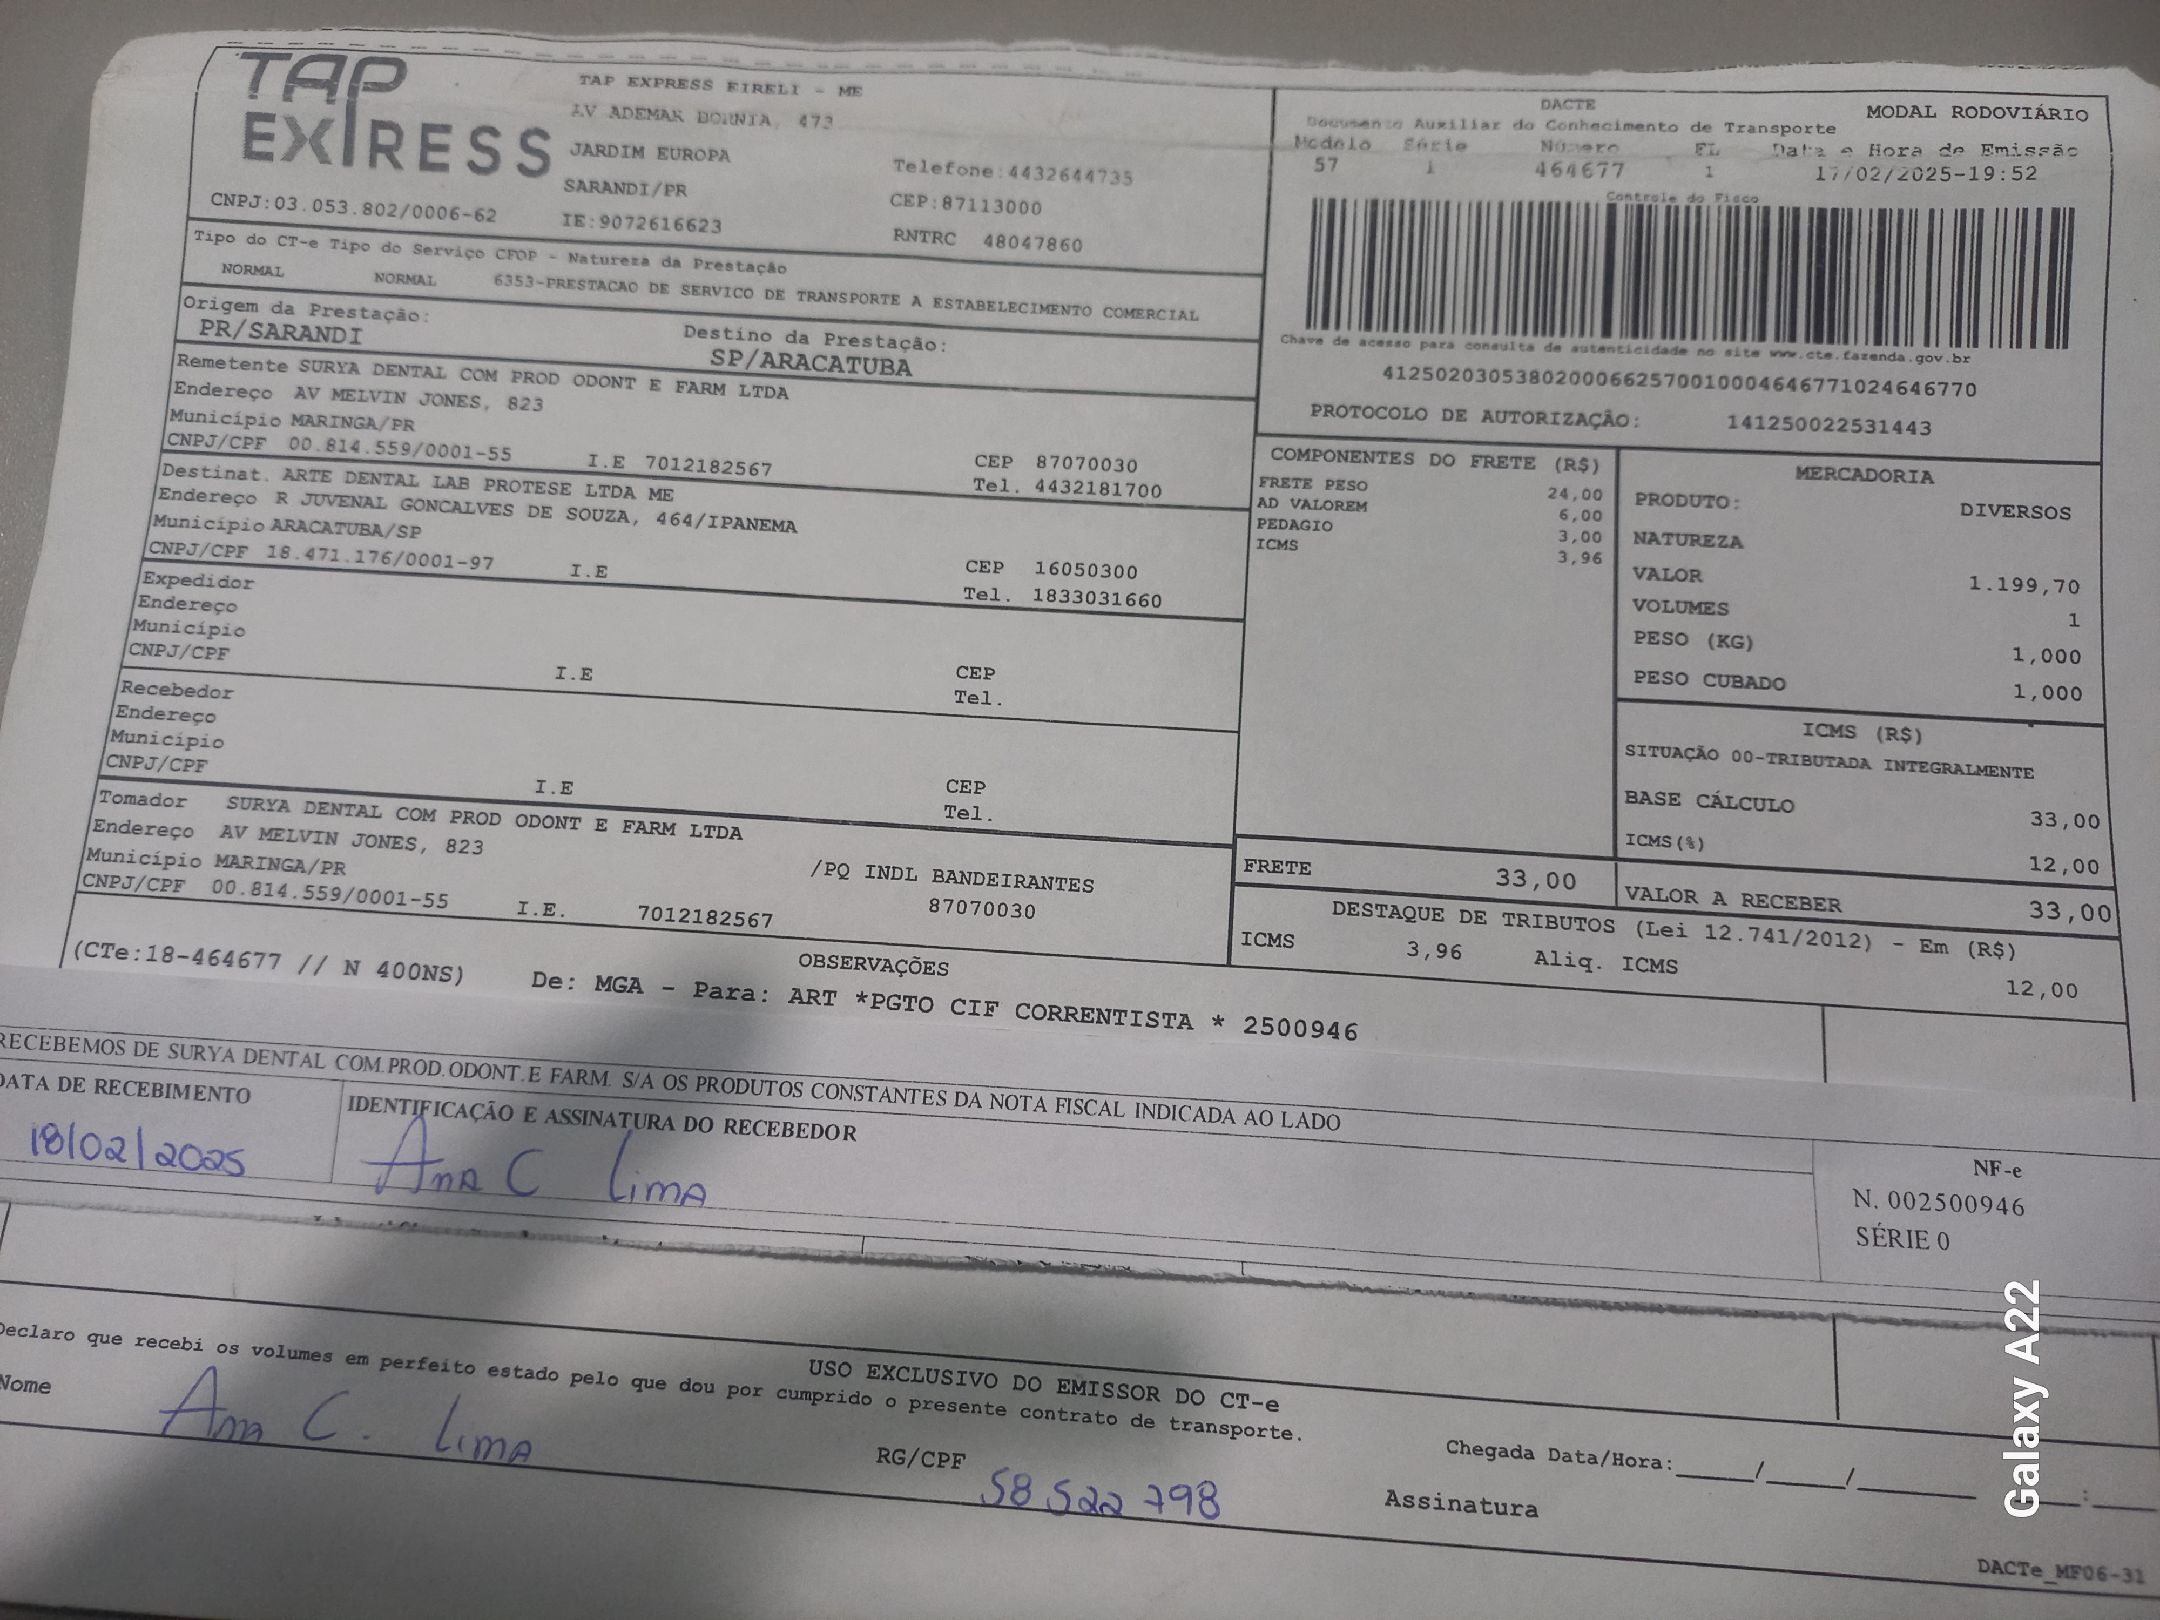 TAP
EXPRESS
TAP EXPRESS EIRELI - ME
AV ADEMAR BORNIA, 473
JARDIM EUROPA
SARANDI/PR
Telefone:4432644735
CEP:87113000
CNPJ:03.053.802/0006-62
IE:9072616623
RNTRC 48047860
DACTE
MODAL RODOVIÁRIO
Documento Auxiliar do Conhecimento de Transporte
Modelo Série Número FL Data e Hora de Emissão
57 1 464677 1 17/02/2025-19:52
Controle do Fisco
Chave de acesso para consulta de autenticidade no site www.cte.fazenda.gov.br
41250203053802000662570010004646771024646770
PROTOCOLO DE AUTORIZAÇÃO: 141250022531443
Tipo do CT-e Tipo do Serviço CFOP - Natureza da Prestação
NORMAL NORMAL 6353-PRESTACAO DE SERVICO DE TRANSPORTE A ESTABELECIMENTO COMERCIAL
Origem da Prestação: Destino da Prestação:
PR/SARANDI SP/ARACATUBA
Remetente SURYA DENTAL COM PROD ODONT E FARM LTDA
Endereço AV MELVIN JONES, 823
Município MARINGA/PR CEP 87070030
CNPJ/CPF 00.814.559/0001-55 I.E 7012182567 Tel. 4432181700
Destinat. ARTE DENTAL LAB PROTESE LTDA ME
Endereço R JUVENAL GONCALVES DE SOUZA, 464/IPANEMA
Município ARACATUBA/SP CEP 16050300
CNPJ/CPF 18.471.176/0001-97 I.E Tel. 1833031660
Expedidor
Endereço
Município CEP
CNPJ/CPF I.E Tel.
Recebedor
Endereço
Município CEP
CNPJ/CPF I.E Tel.
Tomador SURYA DENTAL COM PROD ODONT E FARM LTDA
Endereço AV MELVIN JONES, 823 /PQ INDL BANDEIRANTES
Município MARINGA/PR 87070030
CNPJ/CPF 00.814.559/0001-55 I.E. 7012182567
COMPONENTES DO FRETE (R$)
FRETE PESO 24,00
AD VALOREM 6,00
PEDAGIO 3,00
ICMS 3,96
MERCADORIA
PRODUTO: DIVERSOS
NATUREZA
VALOR 1.199,70
VOLUMES 1
PESO (KG) 1,000
PESO CUBADO 1,000
ICMS (R$)
SITUAÇÃO 00-TRIBUTADA INTEGRALMENTE
BASE CÁLCULO 33,00
ICMS(%) 12,00
FRETE 33,00 VALOR A RECEBER 33,00
DESTAQUE DE TRIBUTOS (Lei 12.741/2012) - Em (R$)
ICMS 3,96 Aliq. ICMS 12,00
OBSERVAÇÕES
(CTe:18-464677 // N 400NS) De: MGA - Para: ART *PGTO CIF CORRENTISTA * 2500946
RECEBEMOS DE SURYA DENTAL COM.PROD.ODONT.E FARM. S/A OS PRODUTOS CONSTANTES DA NOTA FISCAL INDICADA AO LADO
DATA DE RECEBIMENTO IDENTIFICAÇÃO E ASSINATURA DO RECEBEDOR
18/02/2025 Ana C Lima
NF-e
N. 002500946
SÉRIE 0
USO EXCLUSIVO DO EMISSOR DO CT-e
Declaro que recebi os volumes em perfeito estado pelo que dou por cumprido o presente contrato de transporte.
Nome Ana C. Lima RG/CPF 58 522 798
Chegada Data/Hora:_____/_____/_______ ____:____
Assinatura
DACTe_MF06-31
Galaxy A22